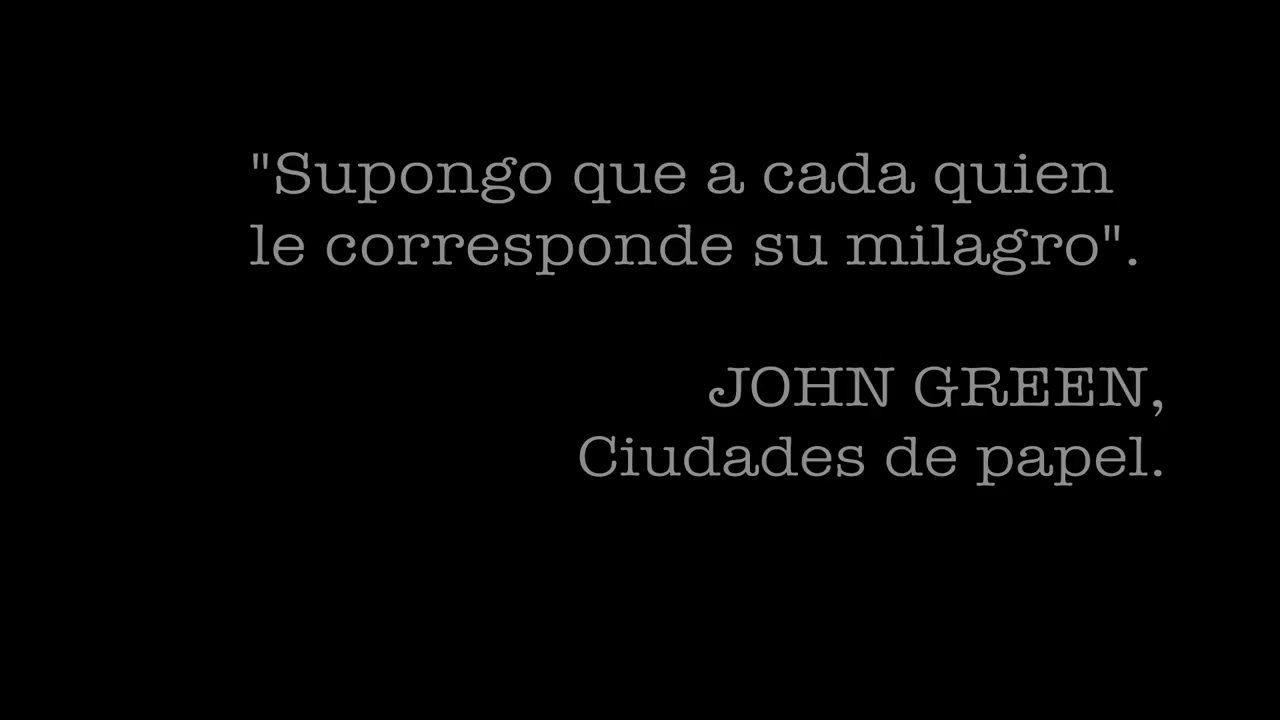 "Supongo que a cada quien
le corresponde su milagro".
JOHN GREEN,
Ciudades de papel.